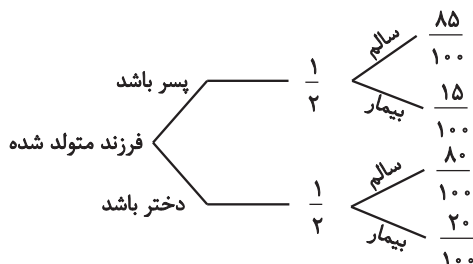 فرزند متولد شده
پسر باشد
۱
۲
سالم
۸۵
۱۰۰
بیمار
۱۵
۱۰۰
دختر باشد
۱
۲
سالم
۸۰
۱۰۰
بیمار
۲۰
۱۰۰